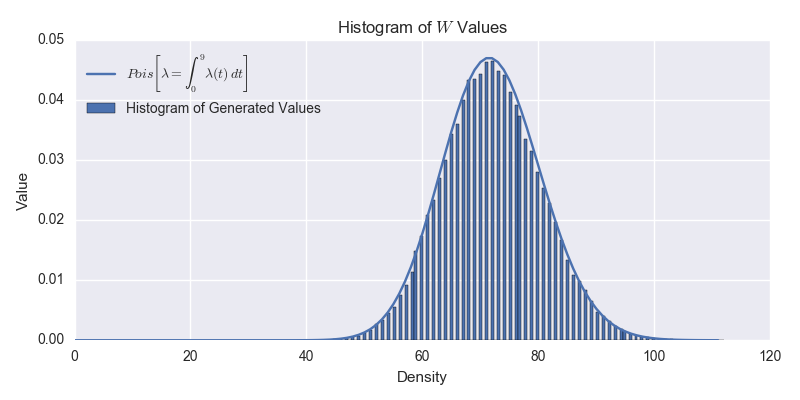 Histogram of W Values
Pois[λ = ∫₀⁹ λ(t) dt]
Histogram of Generated Values
0.05
0.04
0.03
0.02
0.01
0.00
Value
0 20 40 60 80 100 120
Density